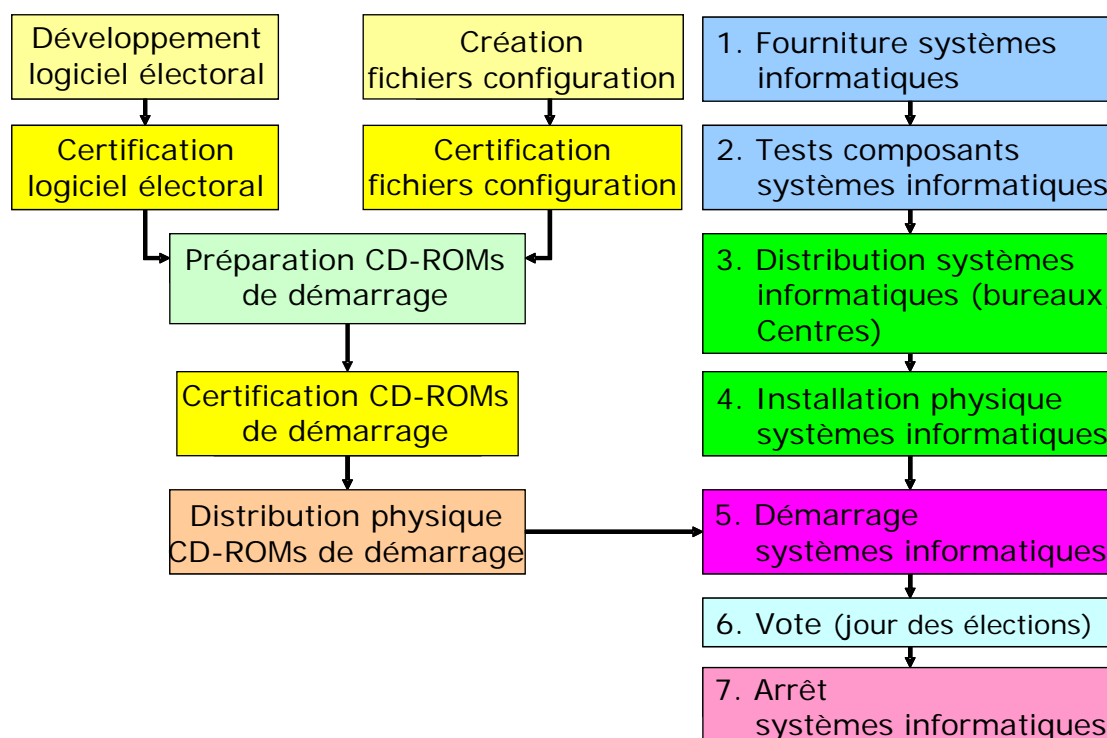 Développement
logiciel électoral
Création
fichiers configuration
Certification
logiciel électoral
Certification
fichiers configuration
Préparation CD-ROMs
de démarrage
Certification CD-ROMs
de démarrage
Distribution physique
CD-ROMs de démarrage
1. Fourniture systèmes
informatiques
2. Tests composants
systèmes informatiques
3. Distribution systèmes
informatiques (bureaux
Centres)
4. Installation physique
systèmes informatiques
5. Démarrage
systèmes informatiques
6. Vote (jour des élections)
7. Arrêt
systèmes informatiques